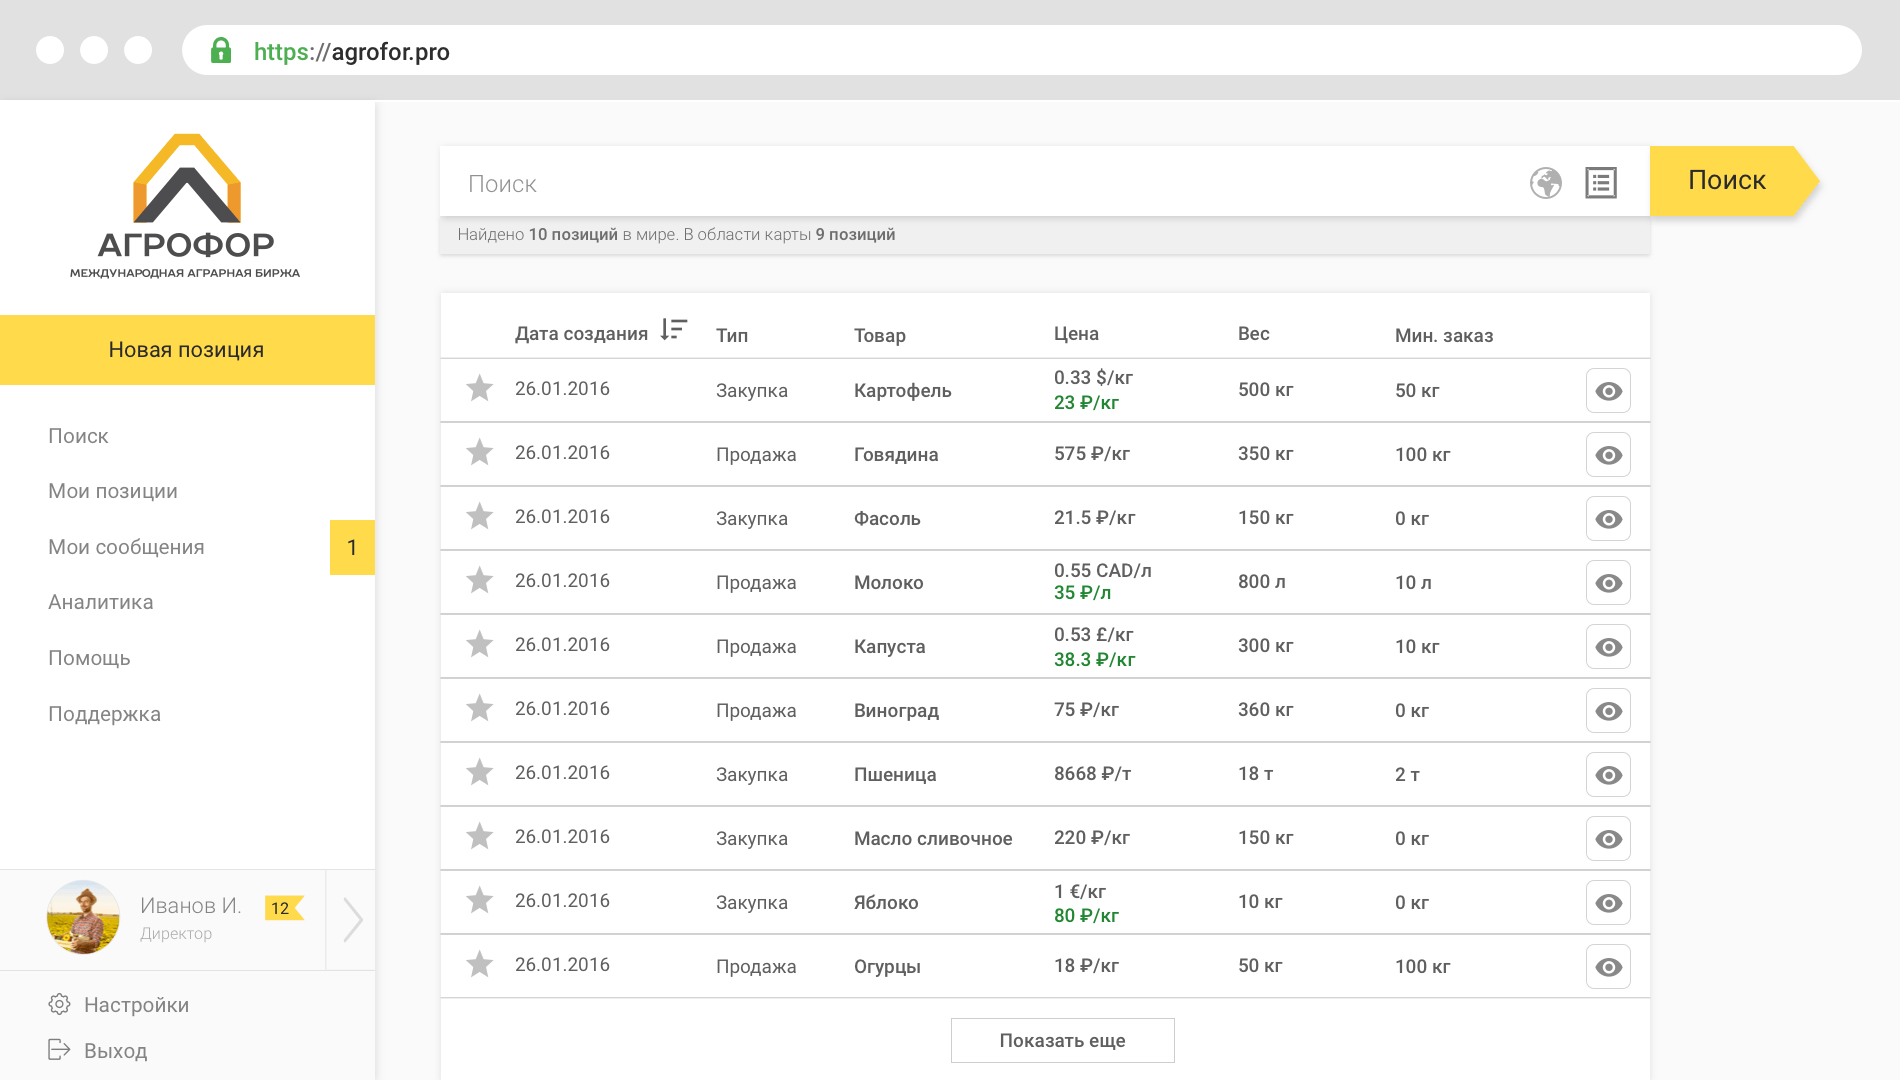 https://agrofor.pro
АГРОФОР
МЕЖДУНАРОДНАЯ АГРАРНАЯ БИРЖА
Новая позиция
Поиск
Мои позиции
Мои сообщения 1
Аналитика
Помощь
Поддержка
Иванов И. 12
Директор
Настройки
Выход
Поиск Поиск
Найдено 10 позиций в мире. В области карты 9 позиций
Дата создания Тип Товар Цена Вес Мин. заказ
26.01.2016 Закупка Картофель 0.33 $/кг 500 кг 50 кг
23 ₽/кг
26.01.2016 Продажа Говядина 575 ₽/кг 350 кг 100 кг
26.01.2016 Закупка Фасоль 21.5 ₽/кг 150 кг 0 кг
26.01.2016 Продажа Молоко 0.55 CAD/л 800 л 10 л
35 ₽/л
26.01.2016 Продажа Капуста 0.53 £/кг 300 кг 10 кг
38.3 ₽/кг
26.01.2016 Продажа Виноград 75 ₽/кг 360 кг 0 кг
26.01.2016 Закупка Пшеница 8668 ₽/т 18 т 2 т
26.01.2016 Закупка Масло сливочное 220 ₽/кг 150 кг 0 кг
26.01.2016 Закупка Яблоко 1 €/кг 10 кг 0 кг
80 ₽/кг
26.01.2016 Продажа Огурцы 18 ₽/кг 50 кг 100 кг
Показать еще